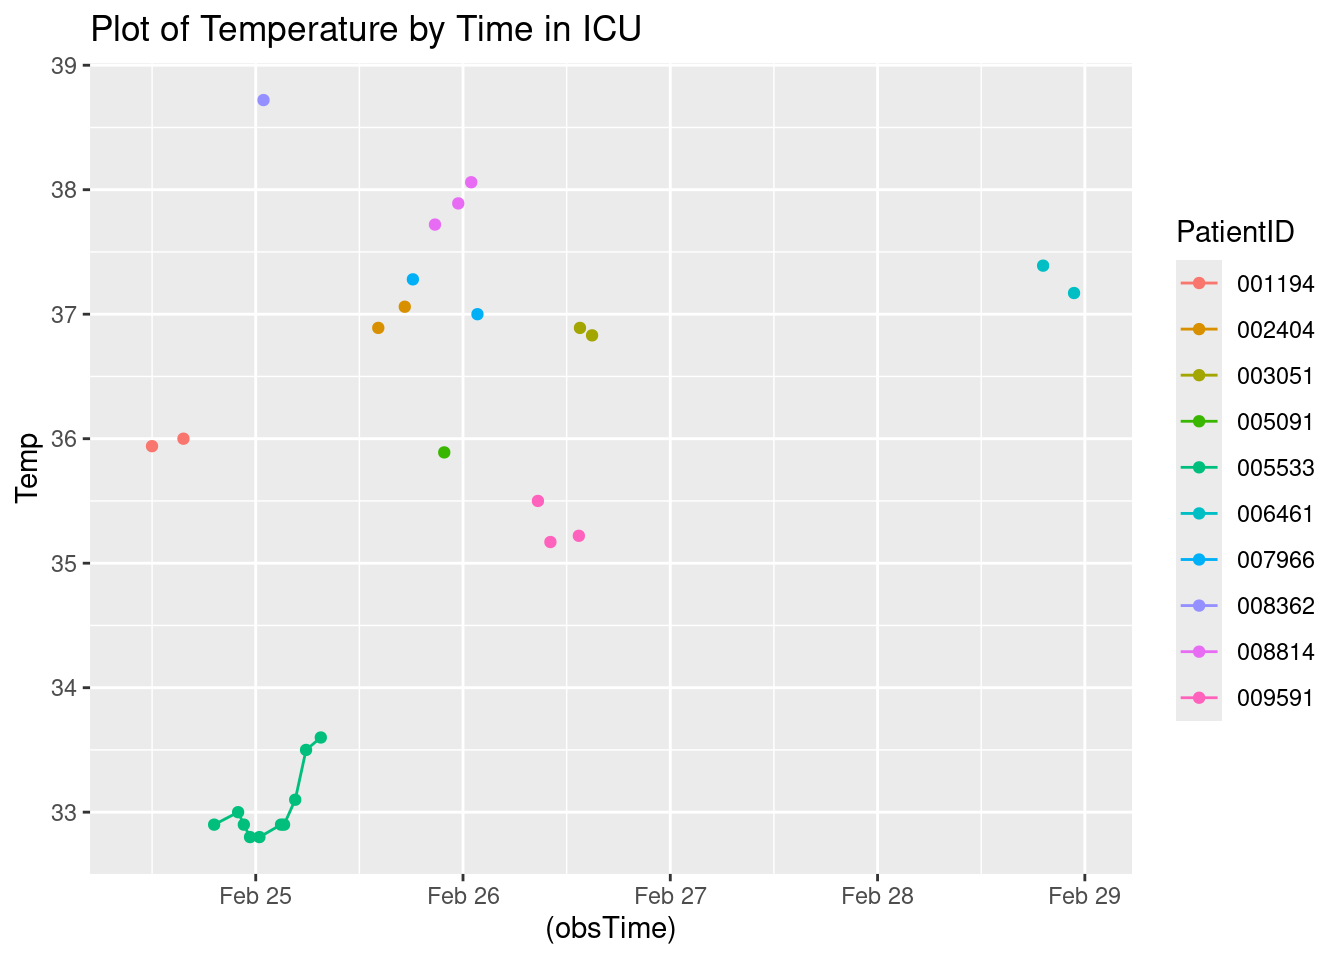 Plot of Temperature by Time in ICU
39
38
37
36
35
34
33
Temp
Feb 25
Feb 26
Feb 27
Feb 28
Feb 29
(obsTime)
PatientID
001194
002404
003051
005091
005533
006461
007966
008362
008814
009591